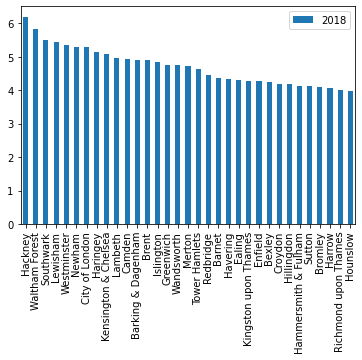 2018
6
5
4
3
2
1
0
Hackney
Waltham Forest
Southwark
Lewisham
Westminster
Newham
City of London
Haringey
Kensington & Chelsea
Lambeth
Camden
Barking & Dagenham
Brent
Islington
Greenwich
Wandsworth
Merton
Tower Hamlets
Redbridge
Barnet
Havering
Ealing
Kingston upon Thames
Enfield
Bexley
Croydon
Hillingdon
Hammersmith & Fulham
Sutton
Bromley
Harrow
Richmond upon Thames
Hounslow